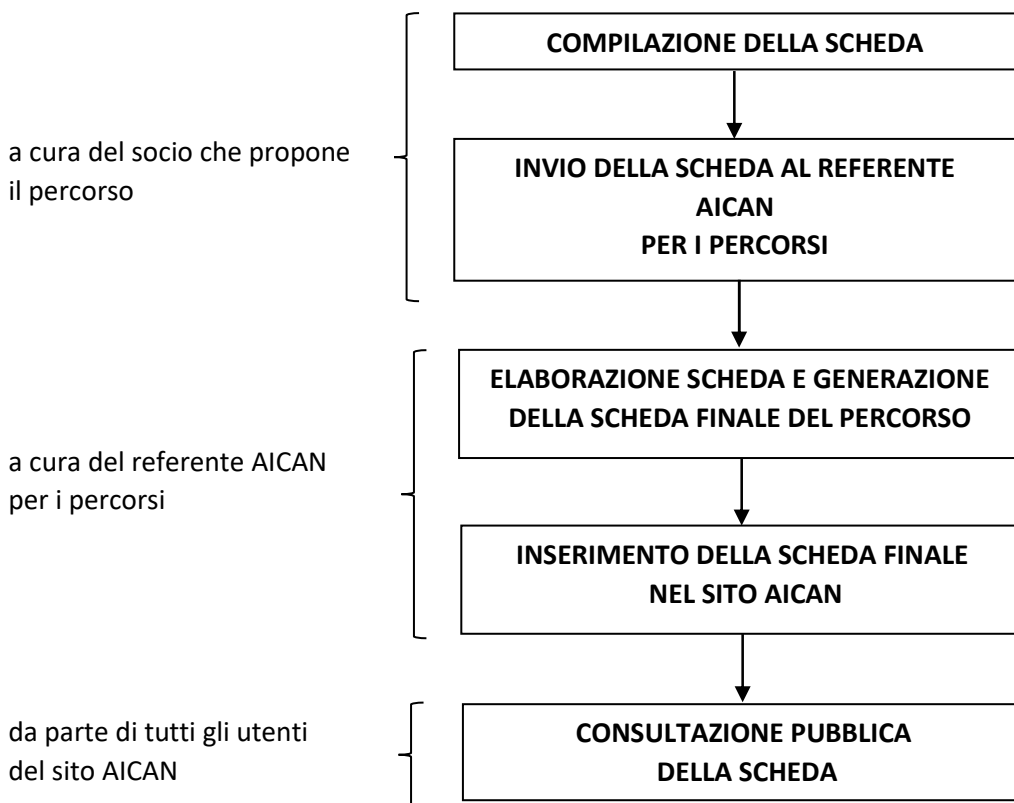 COMPILAZIONE DELLA SCHEDA
a cura del socio che propone
il percorso
INVIO DELLA SCHEDA AL REFERENTE
AICAN
PER I PERCORSI
ELABORAZIONE SCHEDA E GENERAZIONE
DELLA SCHEDA FINALE DEL PERCORSO
a cura del referente AICAN
per i percorsi
INSERIMENTO DELLA SCHEDA FINALE
NEL SITO AICAN
da parte di tutti gli utenti
del sito AICAN
CONSULTAZIONE PUBBLICA
DELLA SCHEDA